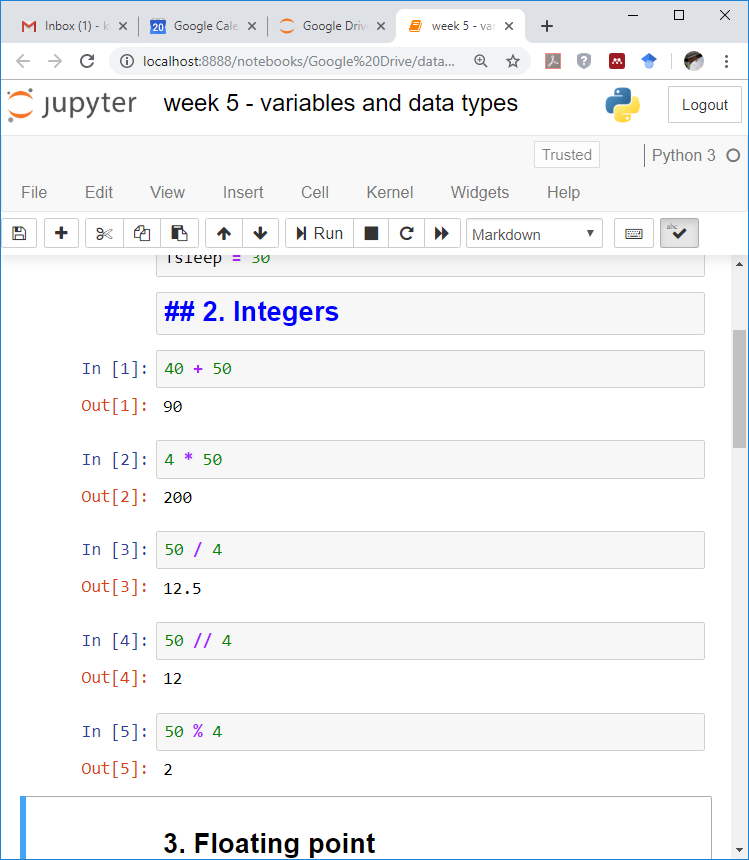 Inbox (1) - k
20
Google Cale
Google Driv
week 5 - var
localhost:8888/notebooks/Google%20Drive/data...
jupyter
week 5 - variables and data types
Logout
Trusted
Python 3
File Edit View Insert Cell Kernel Widgets Help
Run
Markdown
abc
Tsleep = 30
## 2. Integers
In [1]: 40 + 50
Out[1]: 90
In [2]: 4 * 50
Out[2]: 200
In [3]: 50 / 4
Out[3]: 12.5
In [4]: 50 // 4
Out[4]: 12
In [5]: 50 % 4
Out[5]: 2
3. Floating point